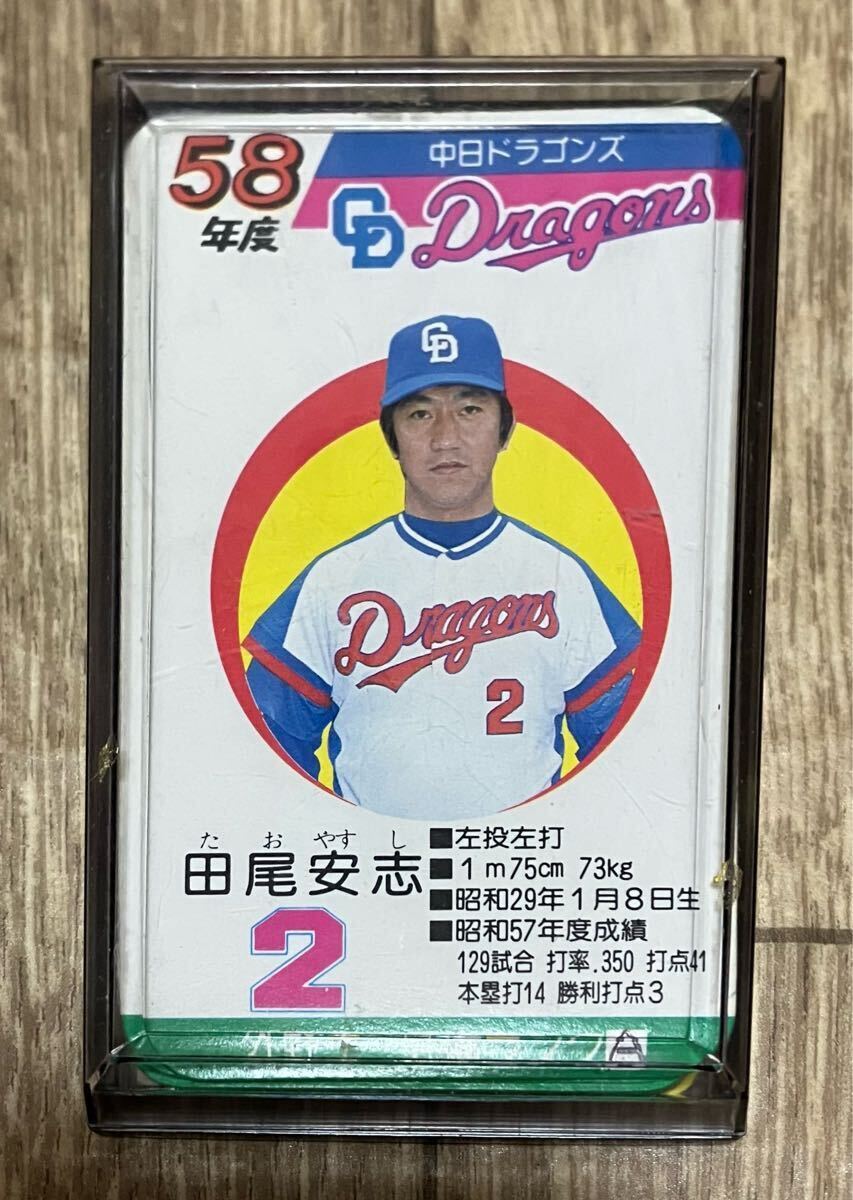 58
年度
中日ドラゴンズ
CD Dragons
CD
Dragons
2
た お やす し
田尾安志
2
■左投左打
■1m75cm 73kg
■昭和29年1月8日生
■昭和57年度成績
129試合 打率.350 打点41
本塁打14 勝利打点3